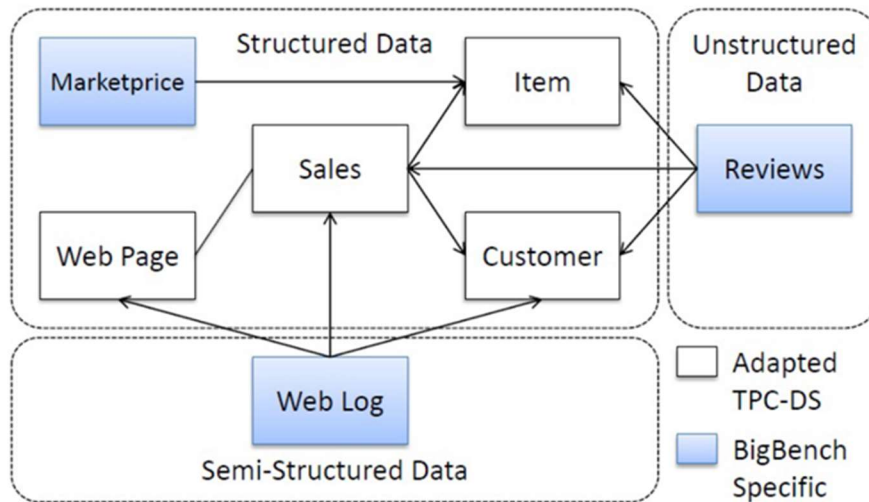 Structured Data
Unstructured
Data
Marketprice
Item
Sales
Reviews
Web Page
Customer
Web Log
Semi-Structured Data
Adapted
TPC-DS
BigBench
Specific